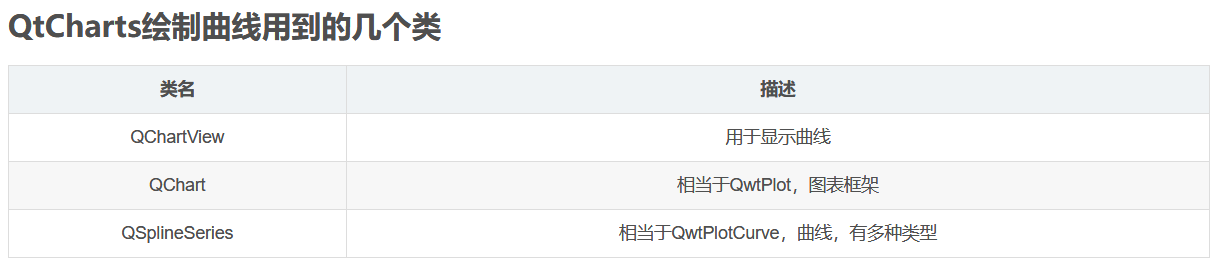 QtCharts绘制曲线用到的几个类
类名 描述
QChartView 用于显示曲线
QChart 相当于QwtPlot，图表框架
QSplineSeries 相当于QwtPlotCurve，曲线，有多种类型